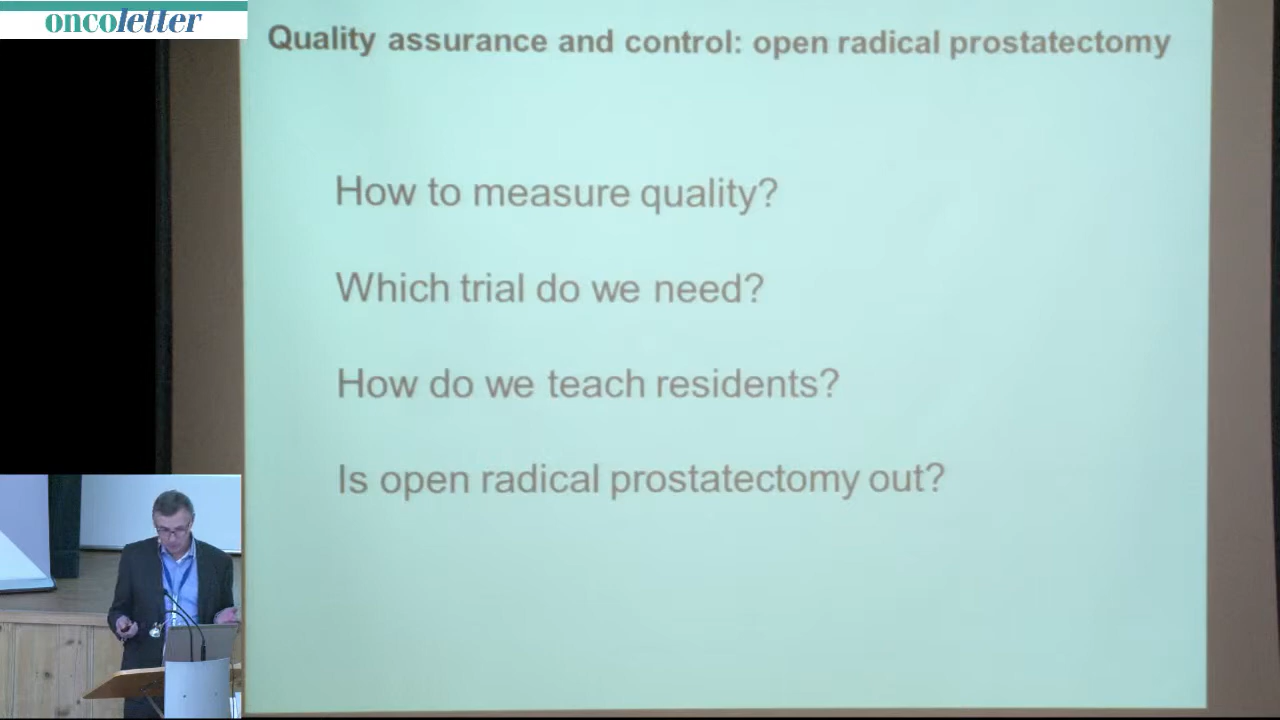 oncoletter
Quality assurance and control: open radical prostatectomy
How to measure quality?
Which trial do we need?
How do we teach residents?
Is open radical prostatectomy out?